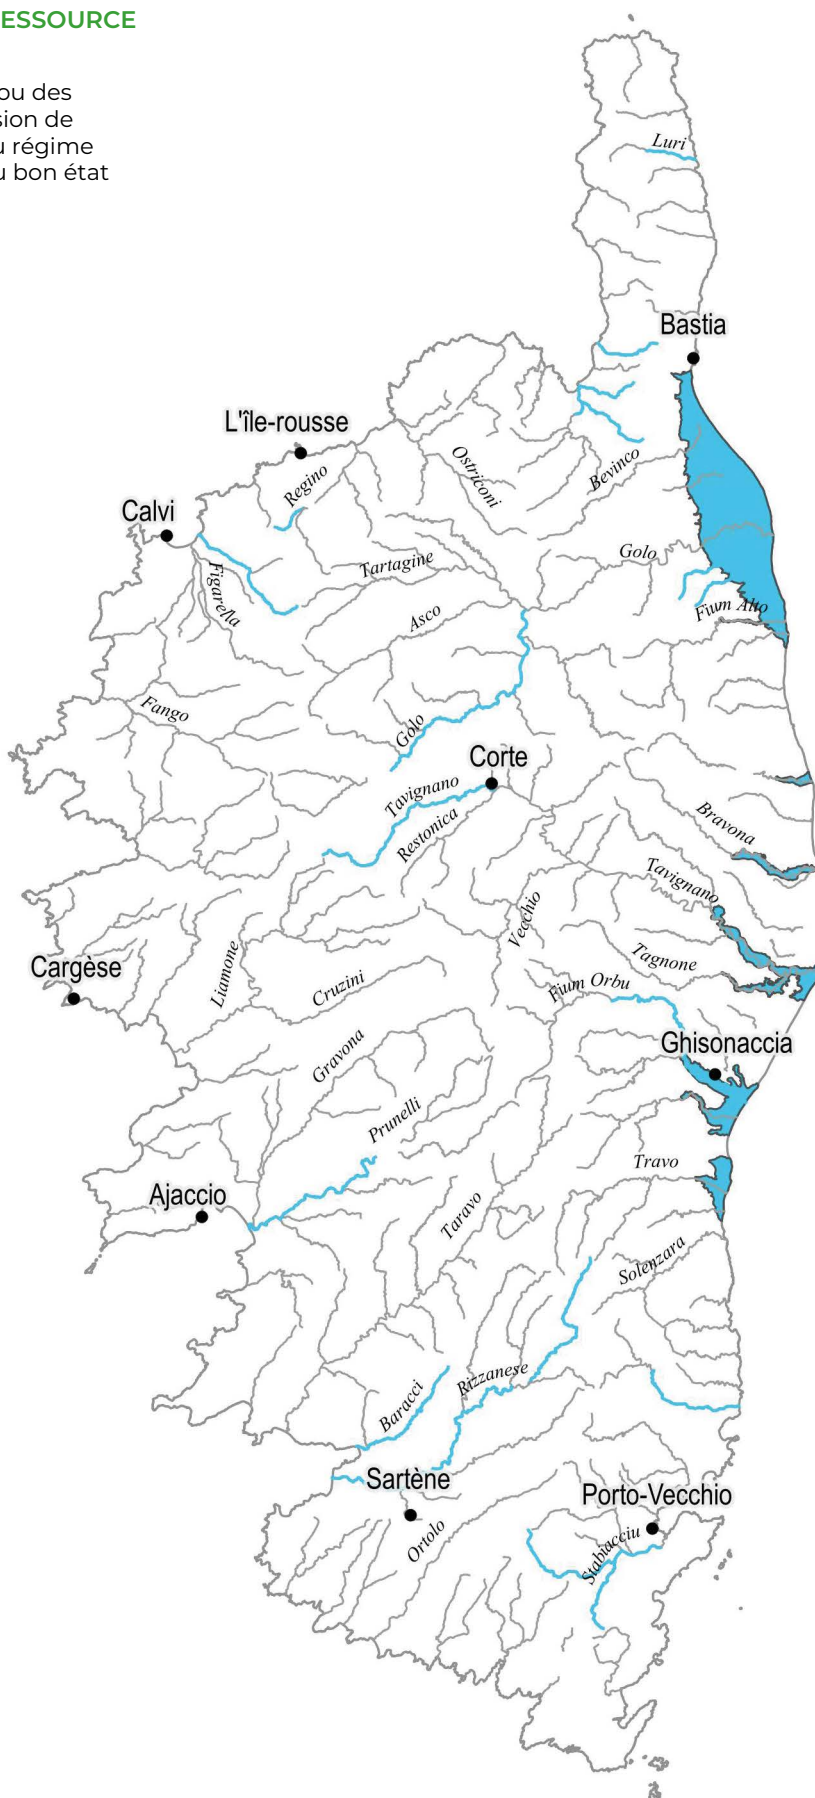 ESSOURCE
ou des
sion de
u régime
u bon état
Luri
Bastia
L'île-rousse
Regino
Ostriconi
Bevinco
Calvi
Figarella
Tartagine
Golo
Asco
Fium Alto
Fango
Golo
Corte
Tavignano
Restonica
Bravona
Tavignano
Vecchio
Tagnone
Liamone
Cargèse
Cruzini
Fium Orbu
Gravona
Ghisonaccia
Prunelli
Travo
Ajaccio
Taravo
Solenzara
Baracci
Rizzanese
Sartène
Porto-Vecchio
Ortolo
Stabiacciu